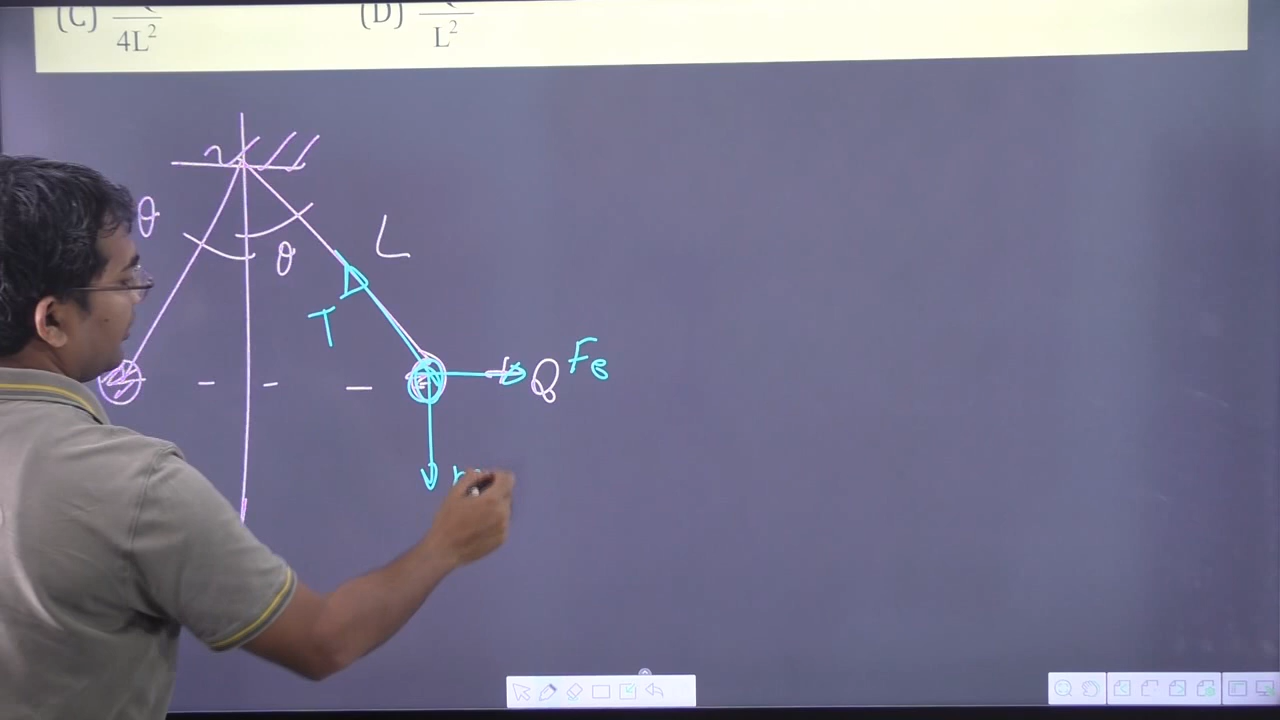 (C) 4L²
(D) L²
θ
θ
L
T
Q
Fe